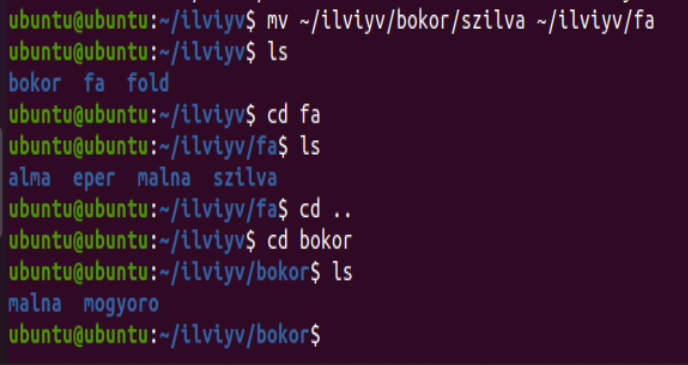 ubuntu@ubuntu:~/ilviyv$ mv ~/ilviyv/bokor/szilva ~/ilviyv/fa
ubuntu@ubuntu:~/ilviyv$ ls
bokor  fa  fold
ubuntu@ubuntu:~/ilviyv$ cd fa
ubuntu@ubuntu:~/ilviyv/fa$ ls
alma  eper  malna  szilva
ubuntu@ubuntu:~/ilviyv/fa$ cd ..
ubuntu@ubuntu:~/ilviyv$ cd bokor
ubuntu@ubuntu:~/ilviyv/bokor$ ls
malna  mogyoro
ubuntu@ubuntu:~/ilviyv/bokor$